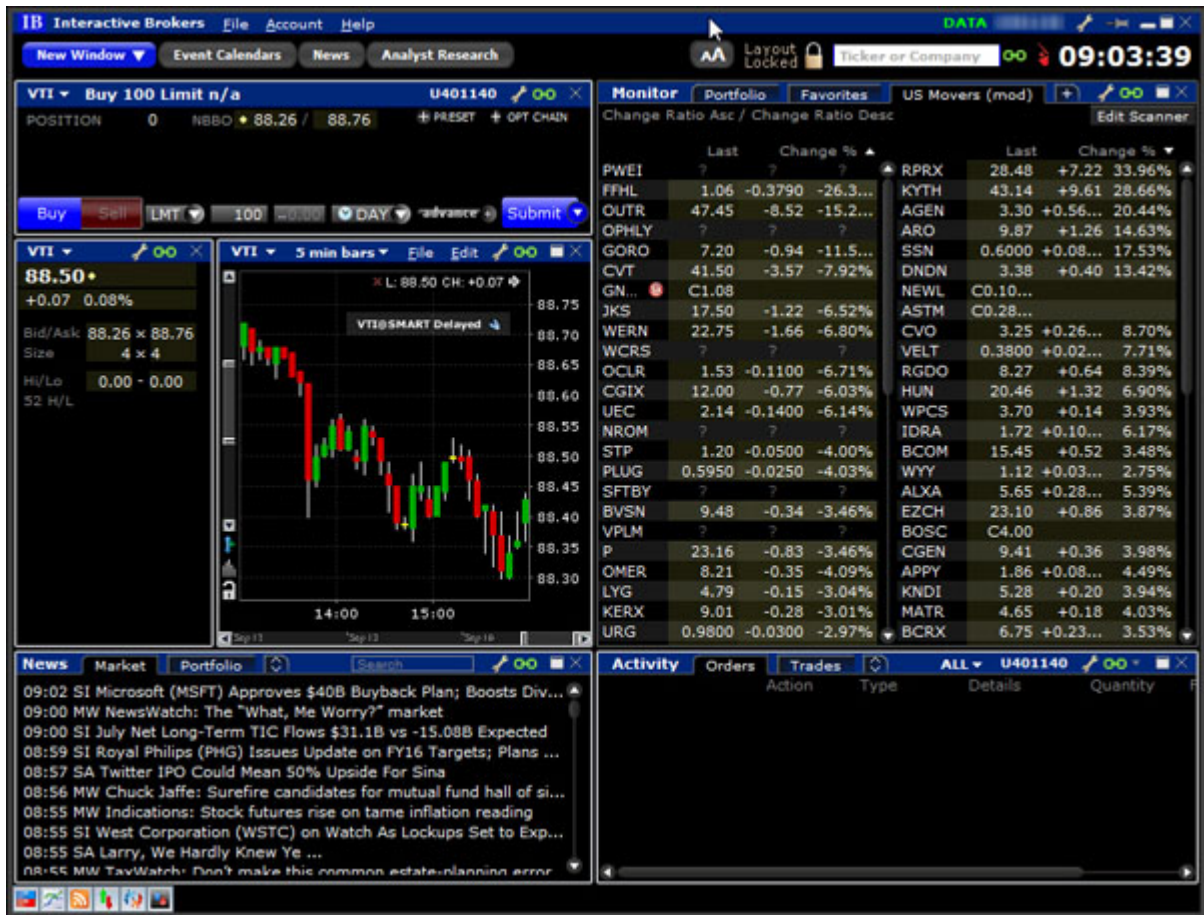 IB Interactive Brokers File Account Help DATA
New Window ▼ Event Calendars News Analyst Research AA Layout Locked Ticker or Company 09:03:39
VTI ▾ Buy 100 Limit n/a U401140
POSITION 0 NBBO 88.26 / 88.76 + PRESET + OPT CHAIN
Buy Sell LMT 100 DAY advance + Submit
VTI ▾
88.50
+0.07 0.08%
Bid/Ask 88.26 × 88.76
Size 4 × 4
Hi/Lo 0.00 - 0.00
52 H/L
VTI ▾ 5 min bars ▾ File Edit
L: 88.50 CH: +0.07
VTI@SMART Delayed
88.75
88.70
88.65
88.60
88.55
88.50
88.45
88.40
88.35
88.30
14:00 15:00
Sep 11 Sep 13 Sep 16
Monitor Portfolio Favorites US Movers (mod) +
Change Ratio Asc / Change Ratio Desc Edit Scanner
Last Change % ▲ Last Change % ▼
PWEI ? ? ? RPRX 28.48 +7.22 33.96%
FFHL 1.06 -0.3790 -26.3... KYTH 43.14 +9.61 28.66%
OUTR 47.45 -8.52 -15.2... AGEN 3.30 +0.56... 20.44%
OPHLY ? ? ? ARO 9.87 +1.26 14.63%
GORO 7.20 -0.94 -11.5... SSN 0.6000 +0.08... 17.53%
CVT 41.50 -3.57 -7.92% DNDN 3.38 +0.40 13.42%
GN... C1.08 NEWL C0.10...
JKS 17.50 -1.22 -6.52% ASTM C0.28...
WERN 22.75 -1.66 -6.80% CVO 3.25 +0.26... 8.70%
WCRS ? ? ? VELT 0.3800 +0.02... 7.71%
OCLR 1.53 -0.1100 -6.71% RGDO 8.27 +0.64 8.39%
CGIX 12.00 -0.77 -6.03% HUN 20.46 +1.32 6.90%
UEC 2.14 -0.1400 -6.14% WPCS 3.70 +0.14 3.93%
NROM ? ? ? IDRA 1.72 +0.10... 6.17%
STP 1.20 -0.0500 -4.00% BCOM 15.45 +0.52 3.48%
PLUG 0.5950 -0.0250 -4.03% WYY 1.12 +0.03... 2.75%
SFTBY ? ? ? ALXA 5.65 +0.28... 5.39%
BVSN 9.48 -0.34 -3.46% EZCH 23.10 +0.86 3.87%
VPLM ? ? ? BOSC C4.00
P 23.16 -0.83 -3.46% CGEN 9.41 +0.36 3.98%
OMER 8.21 -0.35 -4.09% APPY 1.86 +0.08... 4.49%
LYG 4.79 -0.15 -3.04% KNDI 5.28 +0.20 3.94%
KERX 9.01 -0.28 -3.01% MATR 4.65 +0.18 4.03%
URG 0.9800 -0.0300 -2.97% BCRX 6.75 +0.23... 3.53%
News Market Portfolio Search
09:02 SI Microsoft (MSFT) Approves $40B Buyback Plan; Boosts Div...
09:00 MW NewsWatch: The "What, Me Worry?" market
09:00 SI July Net Long-Term TIC Flows $31.1B vs -15.08B Expected
08:59 SI Royal Philips (PHG) Issues Update on FY16 Targets; Plans ...
08:57 SA Twitter IPO Could Mean 50% Upside For Sina
08:56 MW Chuck Jaffe: Surefire candidates for mutual fund hall of si...
08:55 MW Indications: Stock futures rise on tame inflation reading
08:55 SI West Corporation (WSTC) on Watch As Lockups Set to Exp...
08:55 SA Larry, We Hardly Knew Ye ...
08:55 MW TaxWatch: Don't make this common estate-planning error
Activity Orders Trades ALL ▾ U401140
Action Type Details Quantity F